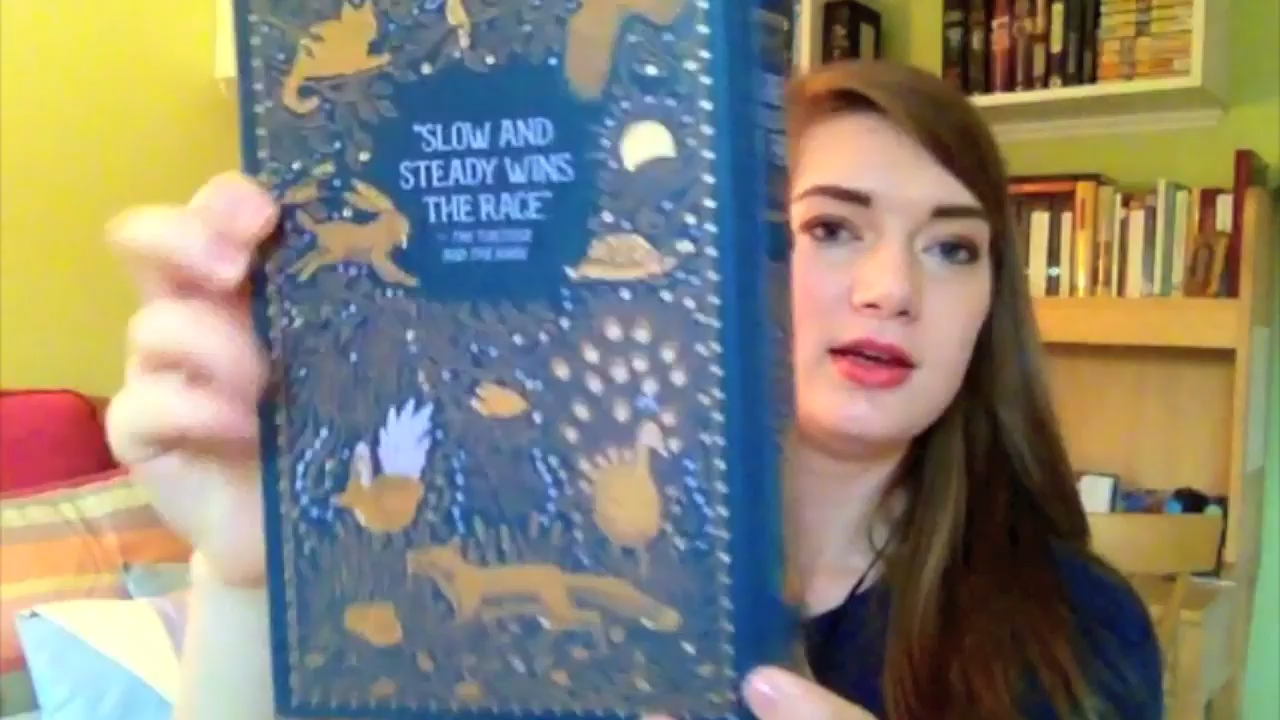 "SLOW AND
STEADY WINS
THE RACE"
- THE TORTOISE
AND THE HARE